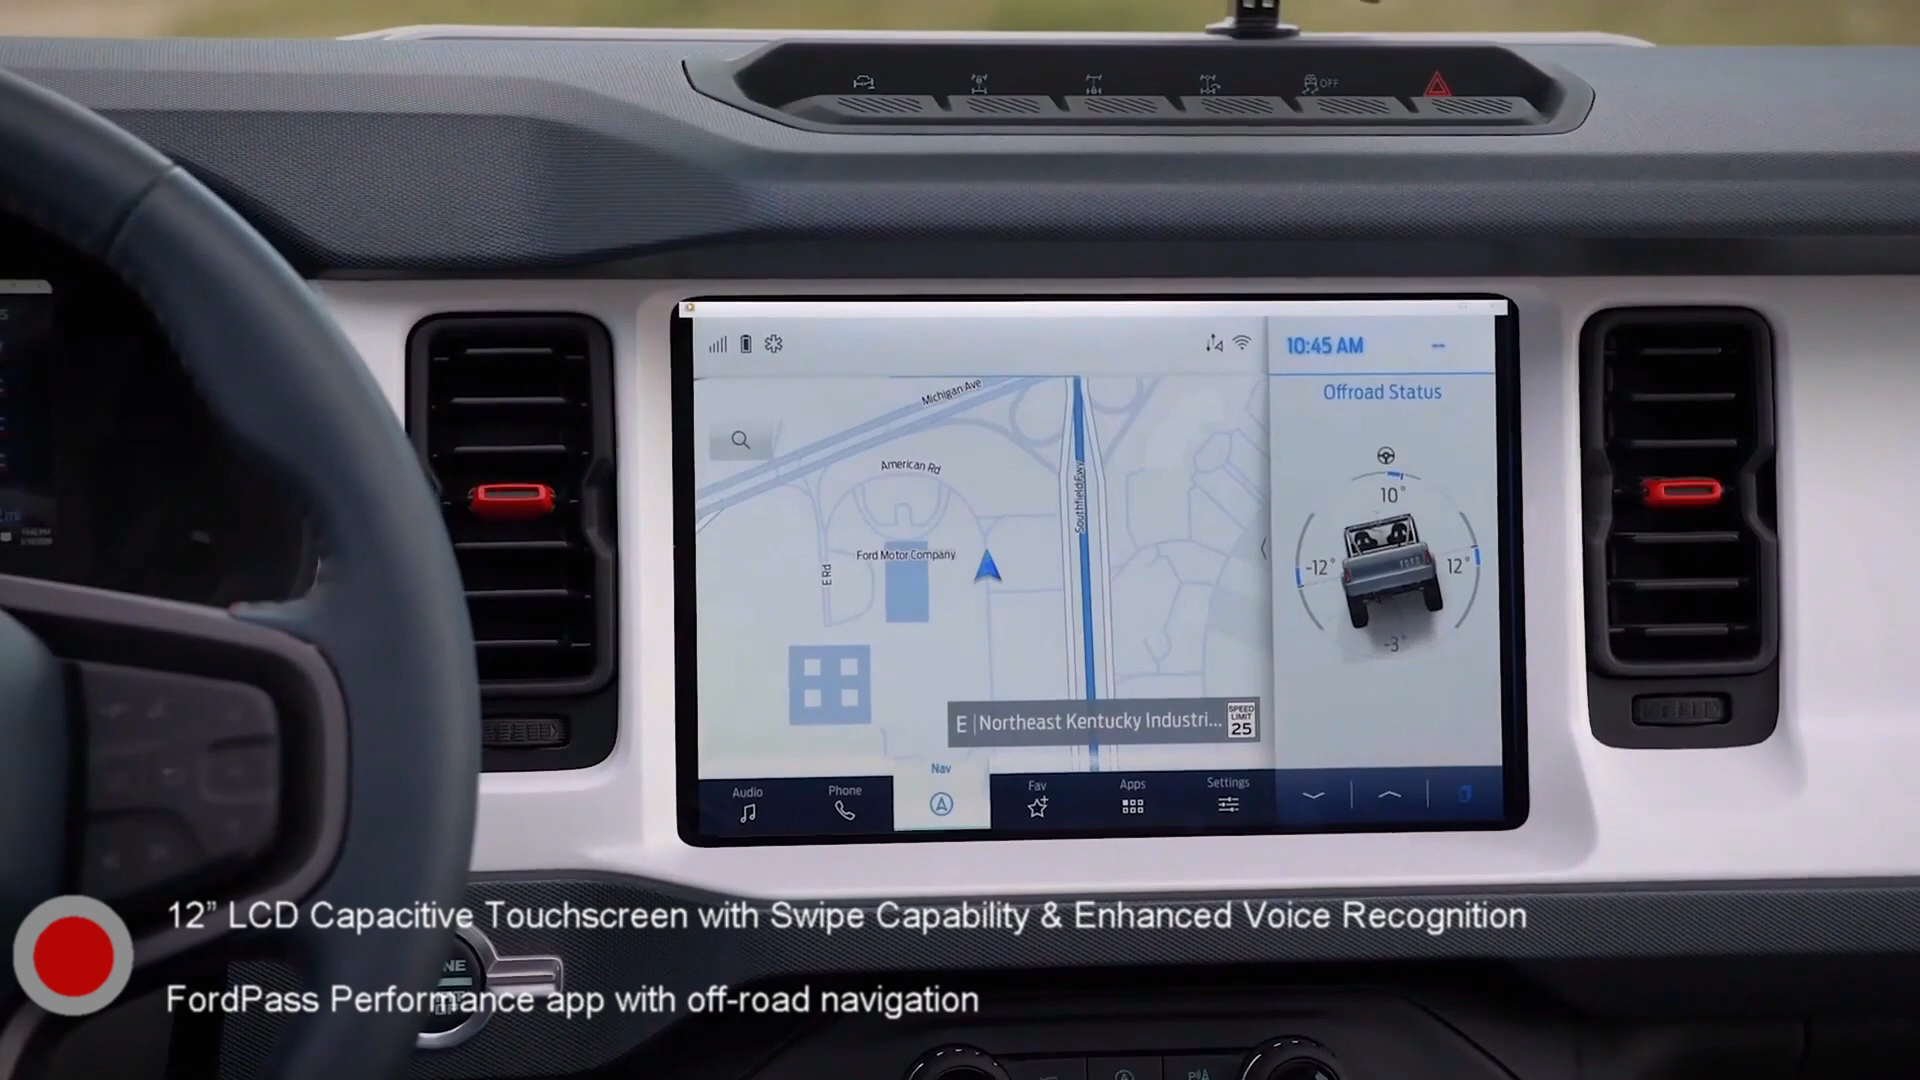 OFF
10:45 AM
Offroad Status
Michigan Ave
American Rd
Southfield Fwy
10°
Ford Motor Company
E Rd
-12°
12°
-3°
E | Northeast Kentucky Industri...
SPEED
LIMIT
25
Nav
Audio
Phone
Fav
Apps
Settings
12” LCD Capacitive Touchscreen with Swipe Capability & Enhanced Voice Recognition
FordPass Performance app with off-road navigation